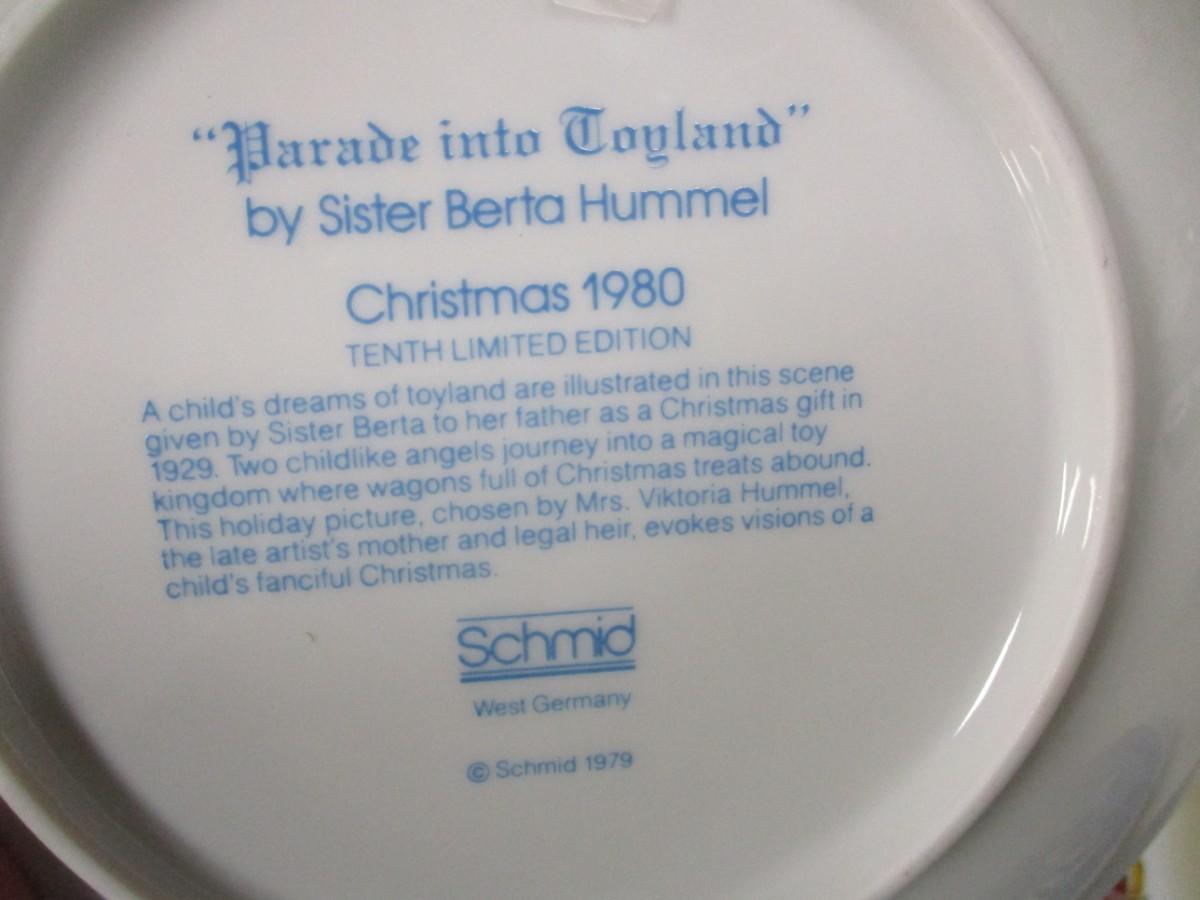 “Parade into Toyland”
by Sister Berta Hummel
Christmas 1980
TENTH LIMITED EDITION
A child's dreams of toyland are illustrated in this scene
given by Sister Berta to her father as a Christmas gift in
1929. Two childlike angels journey into a magical toy
kingdom where wagons full of Christmas treats abound.
This holiday picture, chosen by Mrs. Viktoria Hummel,
the late artist's mother and legal heir, evokes visions of a
child's fanciful Christmas.
Schmid
West Germany
© Schmid 1979